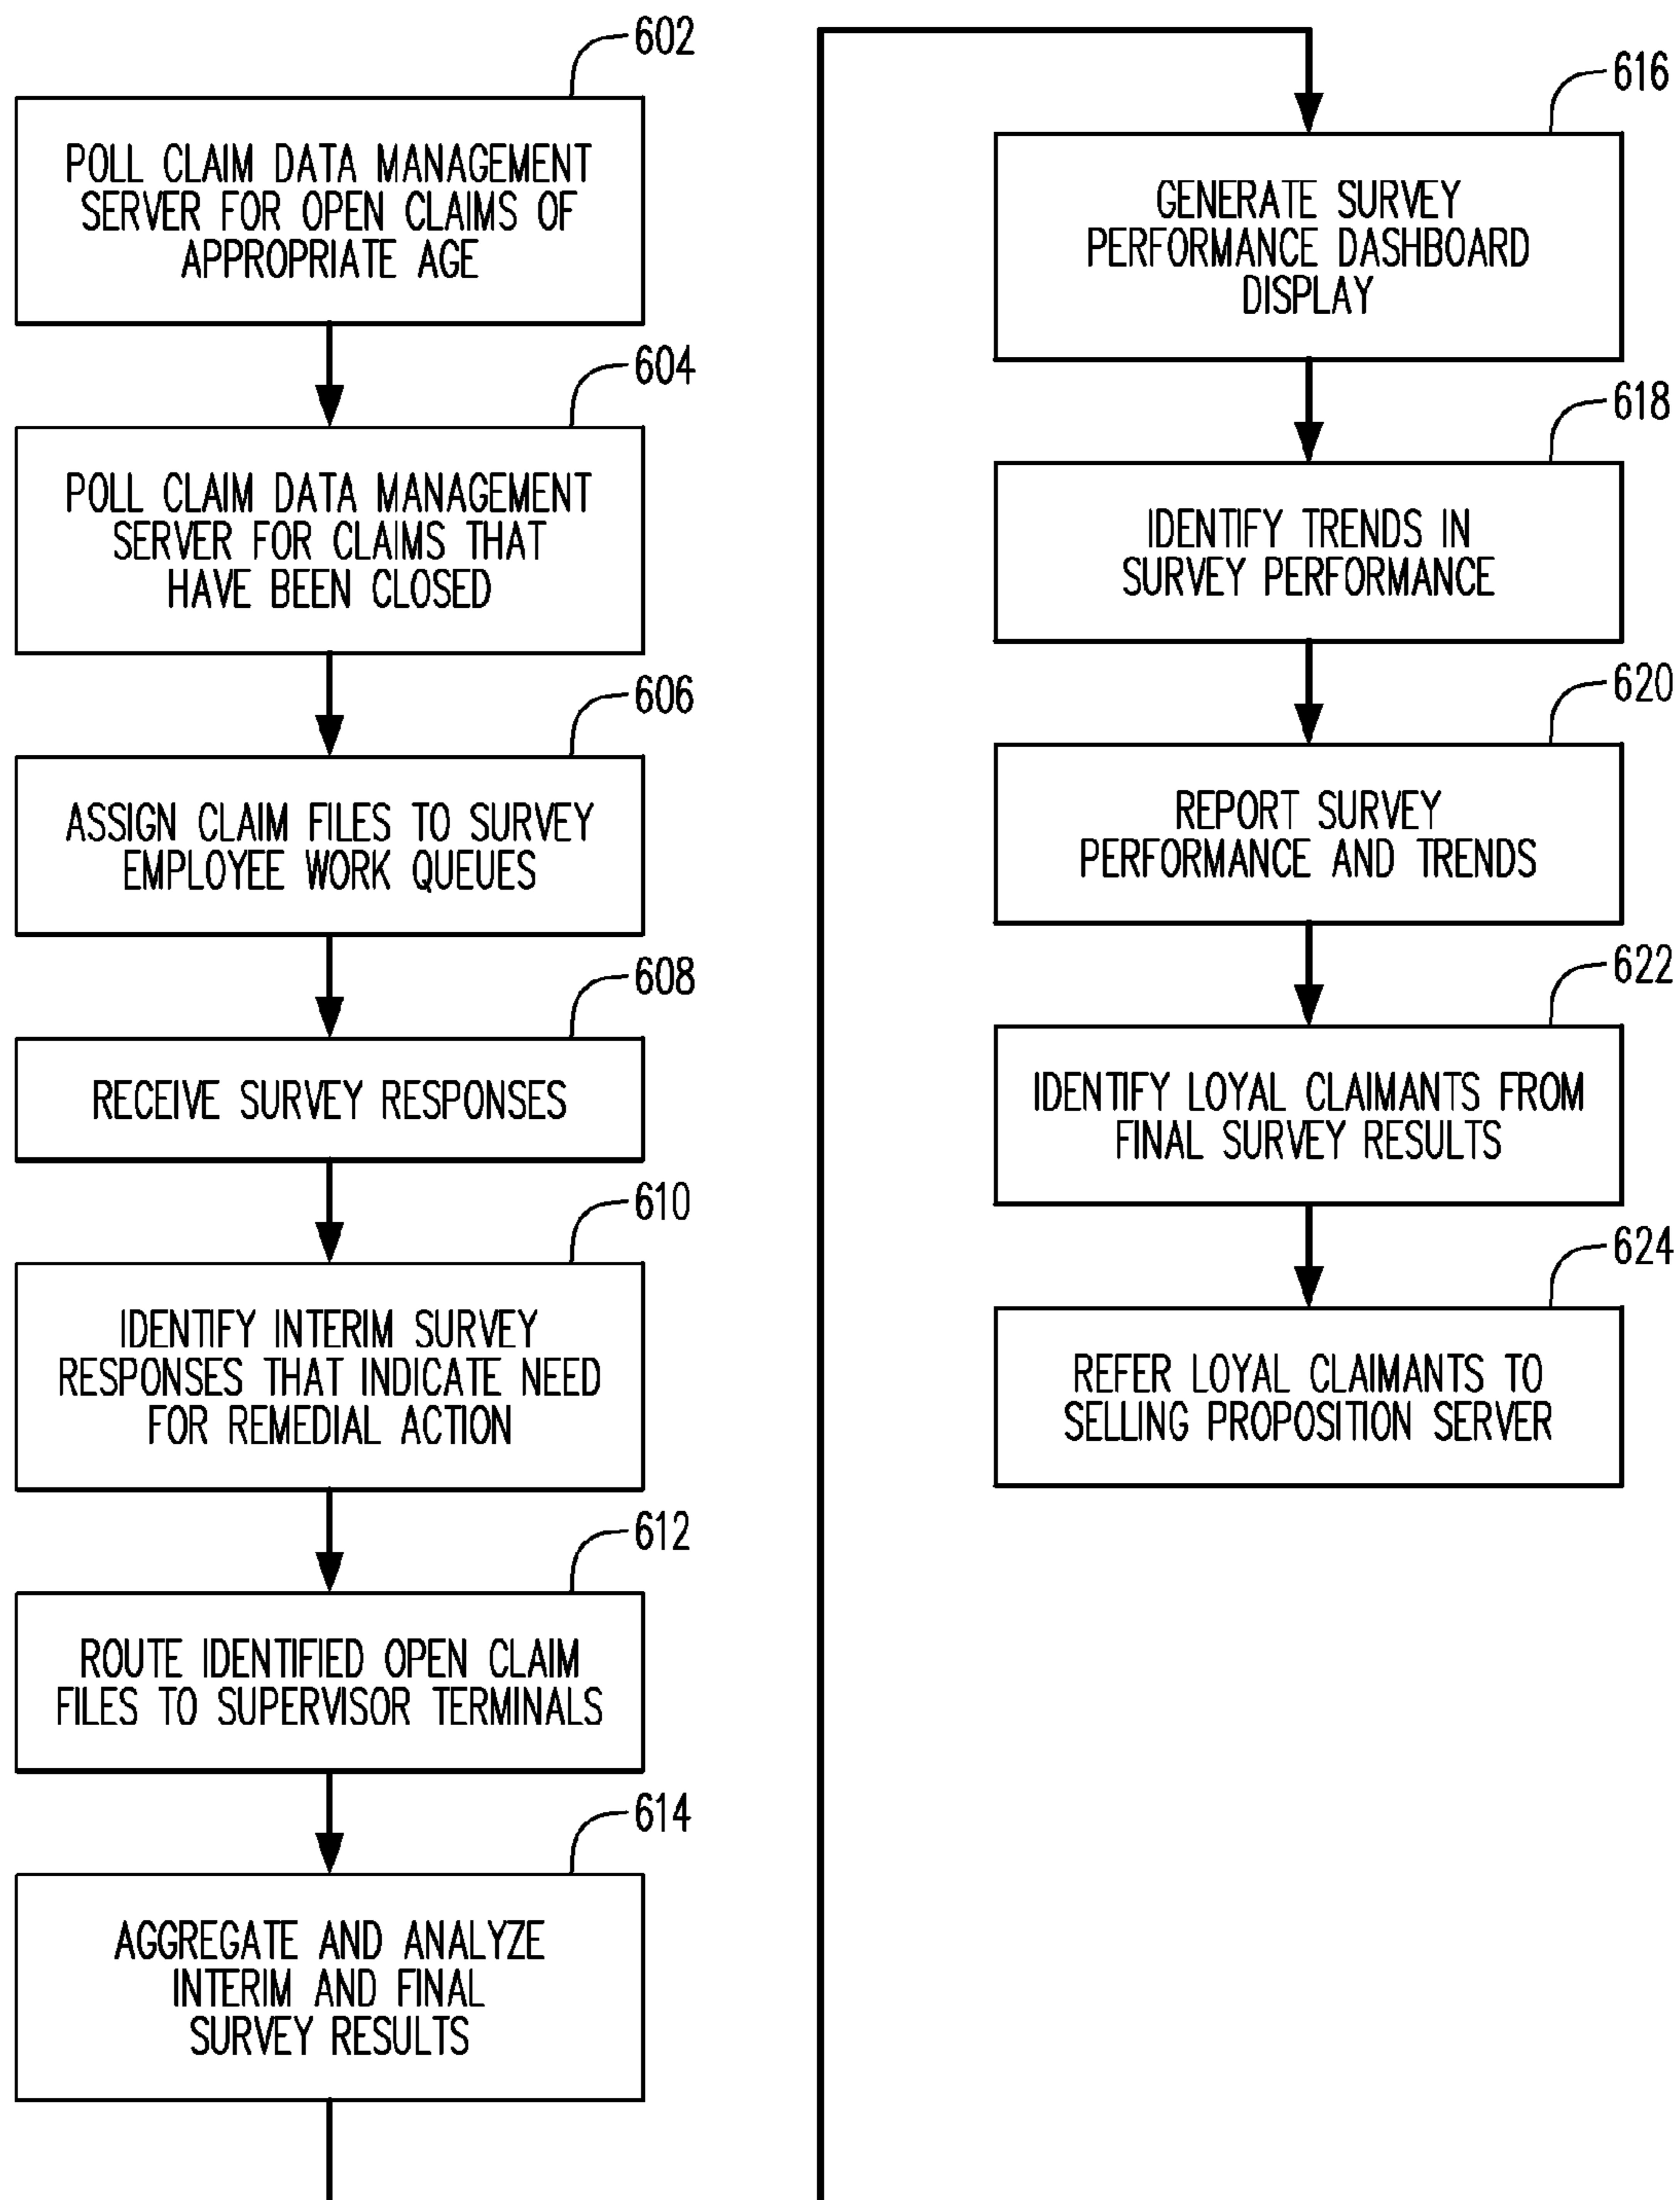 602
POLL CLAIM DATA MANAGEMENT
SERVER FOR OPEN CLAIMS OF
APPROPRIATE AGE
604
POLL CLAIM DATA MANAGEMENT
SERVER FOR CLAIMS THAT
HAVE BEEN CLOSED
606
ASSIGN CLAIM FILES TO SURVEY
EMPLOYEE WORK QUEUES
608
RECEIVE SURVEY RESPONSES
610
IDENTIFY INTERIM SURVEY
RESPONSES THAT INDICATE NEED
FOR REMEDIAL ACTION
612
ROUTE IDENTIFIED OPEN CLAIM
FILES TO SUPERVISOR TERMINALS
614
AGGREGATE AND ANALYZE
INTERIM AND FINAL
SURVEY RESULTS
616
GENERATE SURVEY
PERFORMANCE DASHBOARD
DISPLAY
618
IDENTIFY TRENDS IN
SURVEY PERFORMANCE
620
REPORT SURVEY
PERFORMANCE AND TRENDS
622
IDENTIFY LOYAL CLAIMANTS FROM
FINAL SURVEY RESULTS
624
REFER LOYAL CLAIMANTS TO
SELLING PROPOSITION SERVER